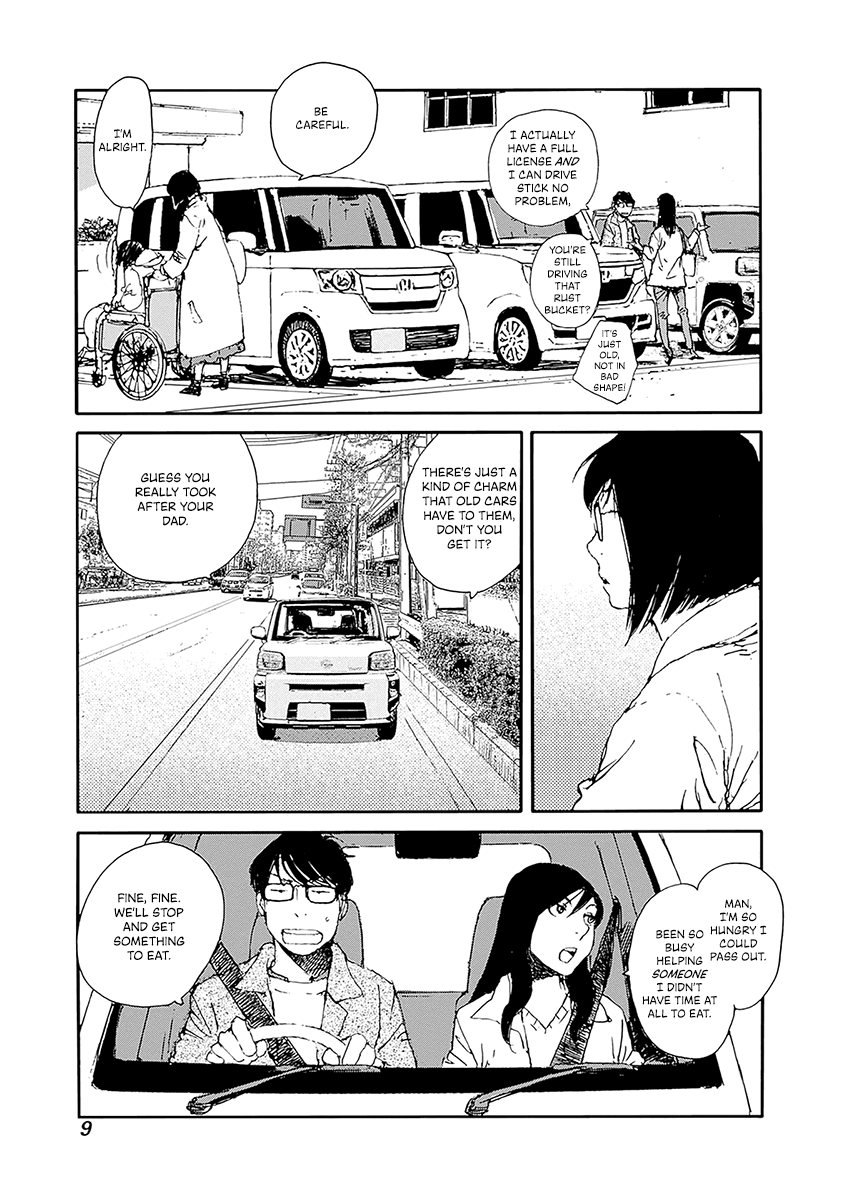 I ACTUALLY
HAVE A FULL
LICENSE AND
I CAN DRIVE
STICK NO
PROBLEM,
YOU'RE
STILL
DRIVING
THAT
RUST
BUCKET?
IT'S
JUST
OLD,
NOT IN
BAD
SHAPE!
BE
CAREFUL.
I'M
ALRIGHT.
THERE'S JUST A
KIND OF CHARM
THAT OLD CARS
HAVE TO THEM,
DON'T YOU
GET IT?
GUESS YOU
REALLY TOOK
AFTER YOUR
DAD.
MAN,
I'M SO
HUNGRY I
COULD
PASS OUT.
BEEN SO
BUSY
HELPING
SOMEONE
I DIDN'T
HAVE TIME AT
ALL TO EAT.
FINE, FINE.
WE'LL STOP
AND GET
SOMETHING
TO EAT.
9